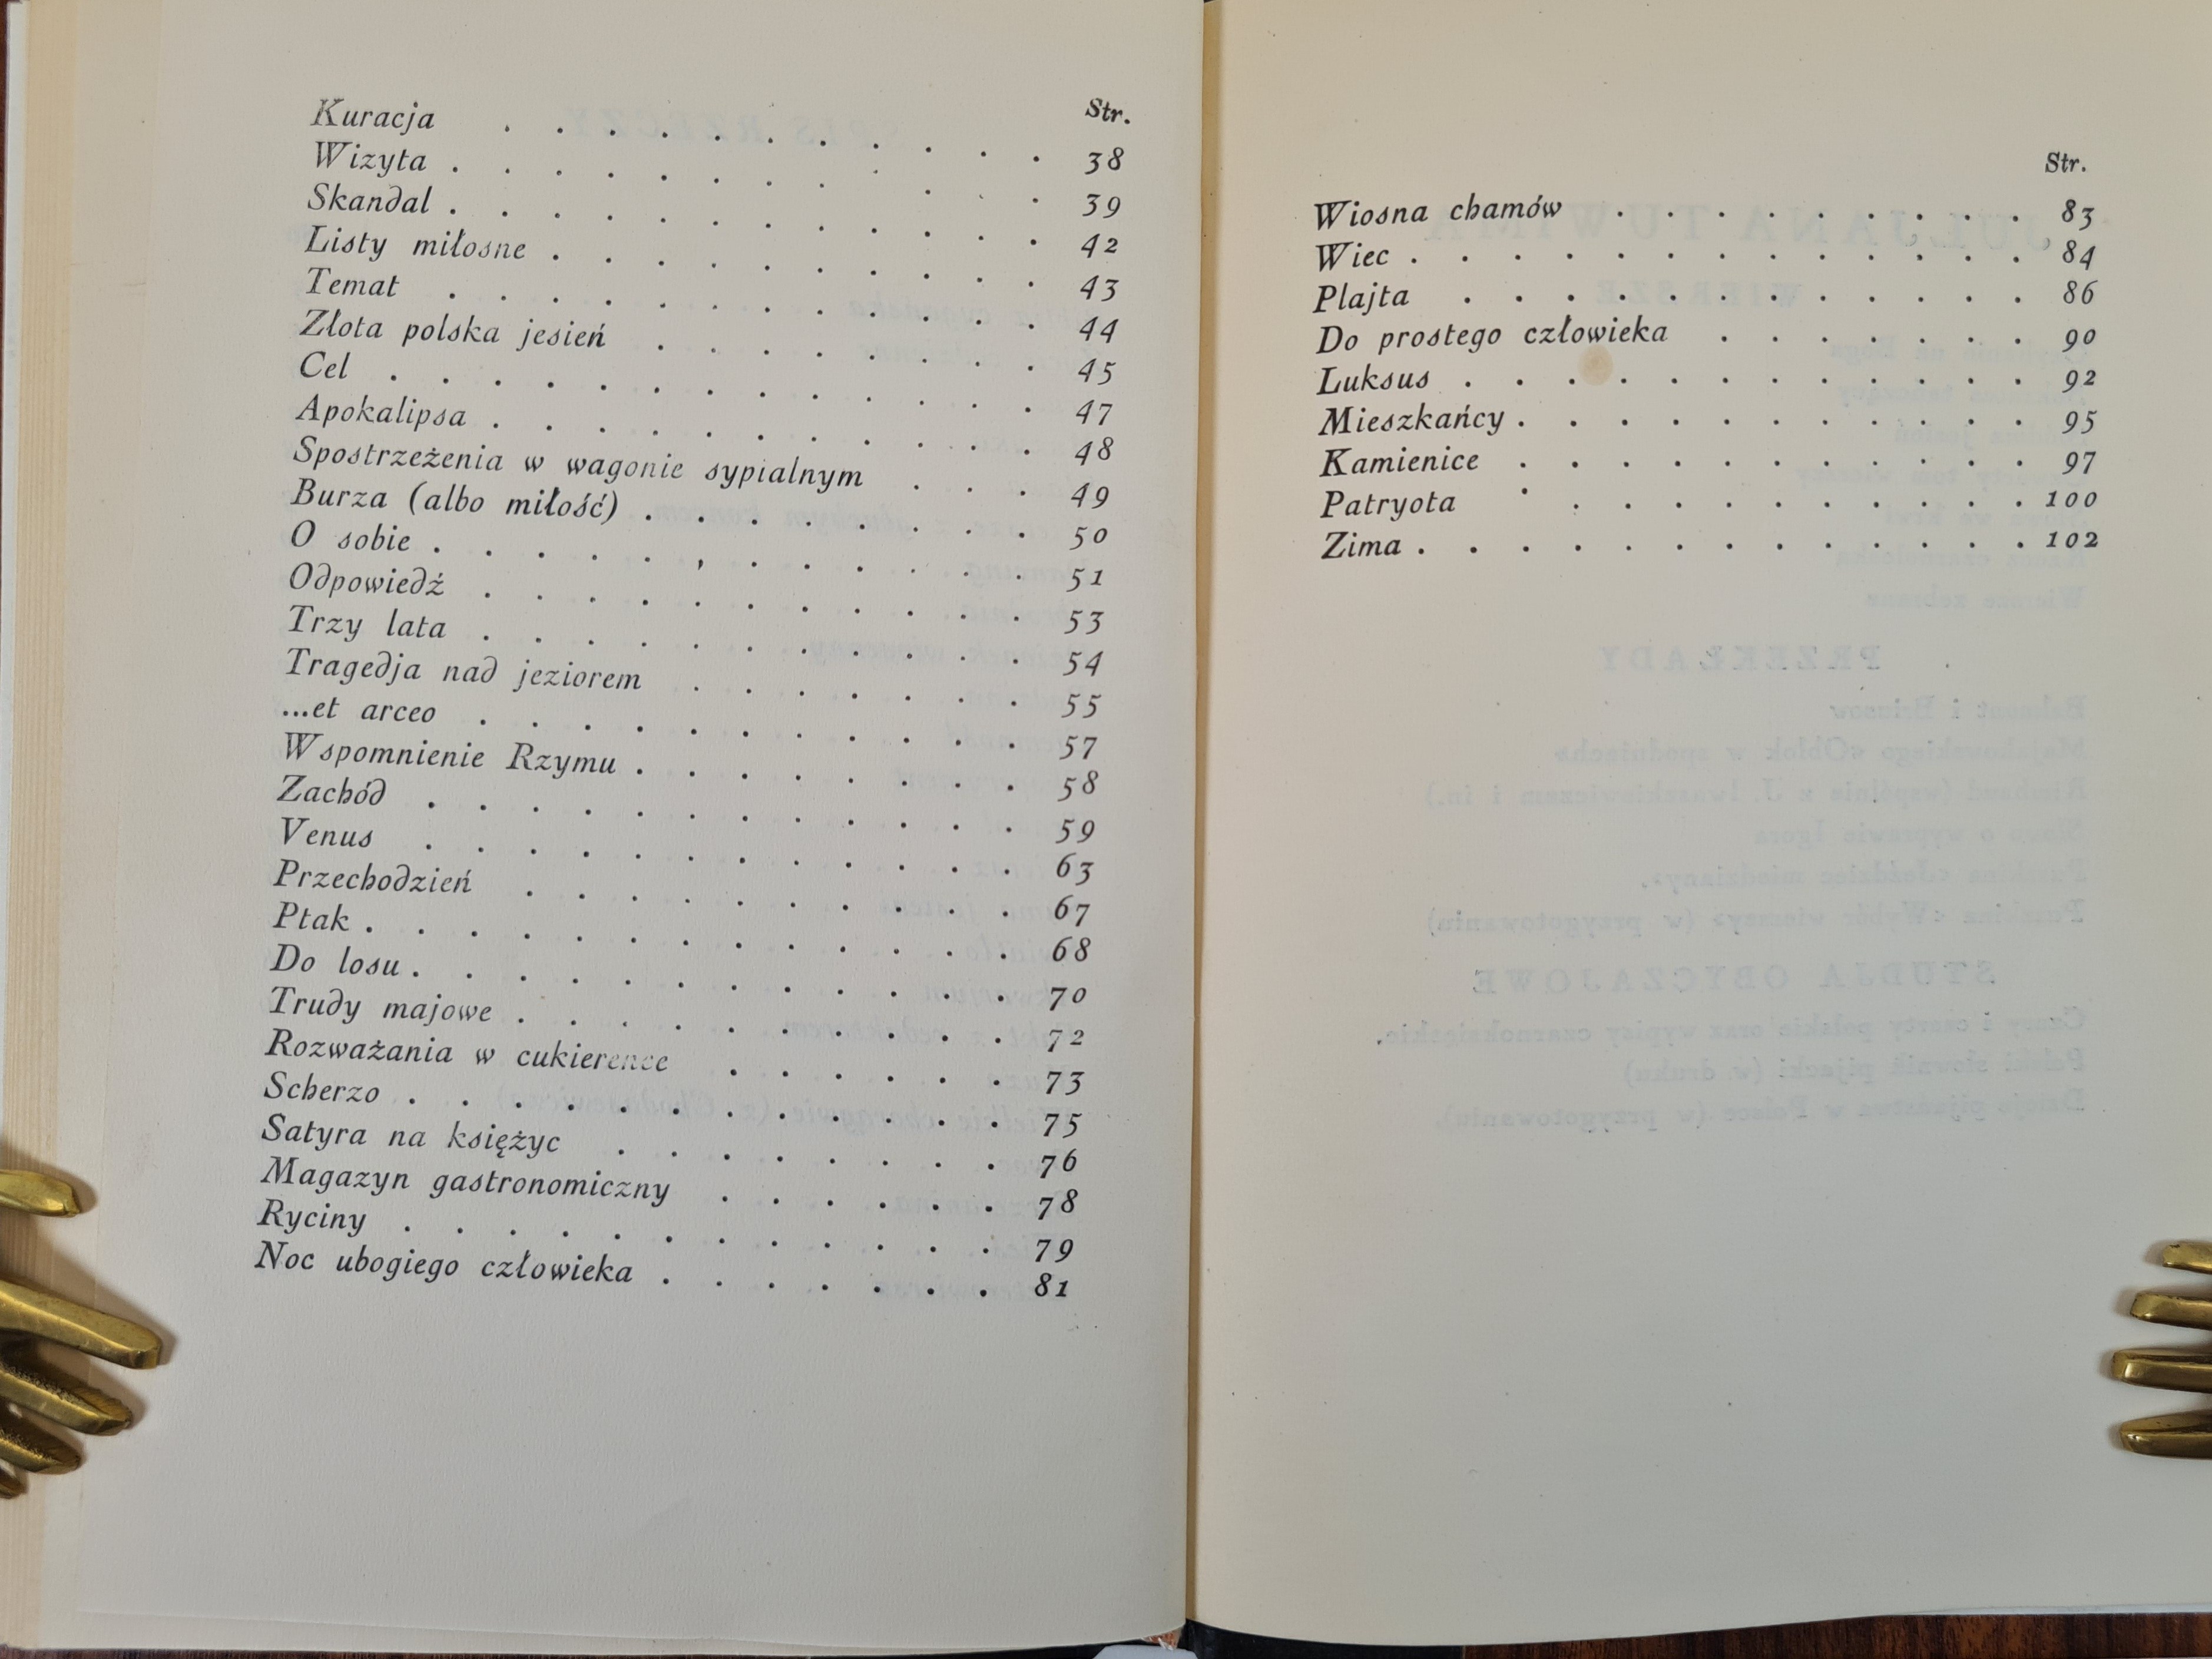 Str.
Kuracja . . . . . . . . . . . 38
Wizyta . . . . . . . . . . . . 39
Skandal . . . . . . . . . . . . 42
Listy miłosne . . . . . . . . . . 43
Temat . . . . . . . . . . . . 44
Złota polska jesień . . . . . . . . 45
Cel . . . . . . . . . . . . . 47
Apokalipsa . . . . . . . . . . . 48
Spostrzeżenia w wagonie sypialnym . . . 49
Burza (albo miłość) . . . . . . . . 50
O sobie . . . . . . . . . . . . 51
Odpowiedź . . . . . . . . . . . 53
Trzy lata . . . . . . . . . . . 54
Tragedja nad jeziorem . . . . . . . 55
...et arceo . . . . . . . . . . . 57
Wspomnienie Rzymu . . . . . . . . 58
Zachód . . . . . . . . . . . . 59
Venus . . . . . . . . . . . . 63
Przechodzień . . . . . . . . . . 67
Ptak . . . . . . . . . . . . . 68
Do losu . . . . . . . . . . . . 70
Trudy majowe . . . . . . . . . . 72
Rozważania w cukierence . . . . . . 73
Scherzo . . . . . . . . . . . . 75
Satyra na księżyc . . . . . . . . 76
Magazyn gastronomiczny . . . . . . 78
Ryciny . . . . . . . . . . . . 79
Noc ubogiego człowieka . . . . . . . 81
Str.
Wiosna chamów . . . . . . . . . 83
Wiec . . . . . . . . . . . . . 84
Plajta . . . . . . . . . . . . 86
Do prostego człowieka . . . . . . . 90
Luksus . . . . . . . . . . . . 92
Mieszkańcy . . . . . . . . . . . 95
Kamienice . . . . . . . . . . . 97
Patryota . . . . . . . . . . . 100
Zima . . . . . . . . . . . . . 102